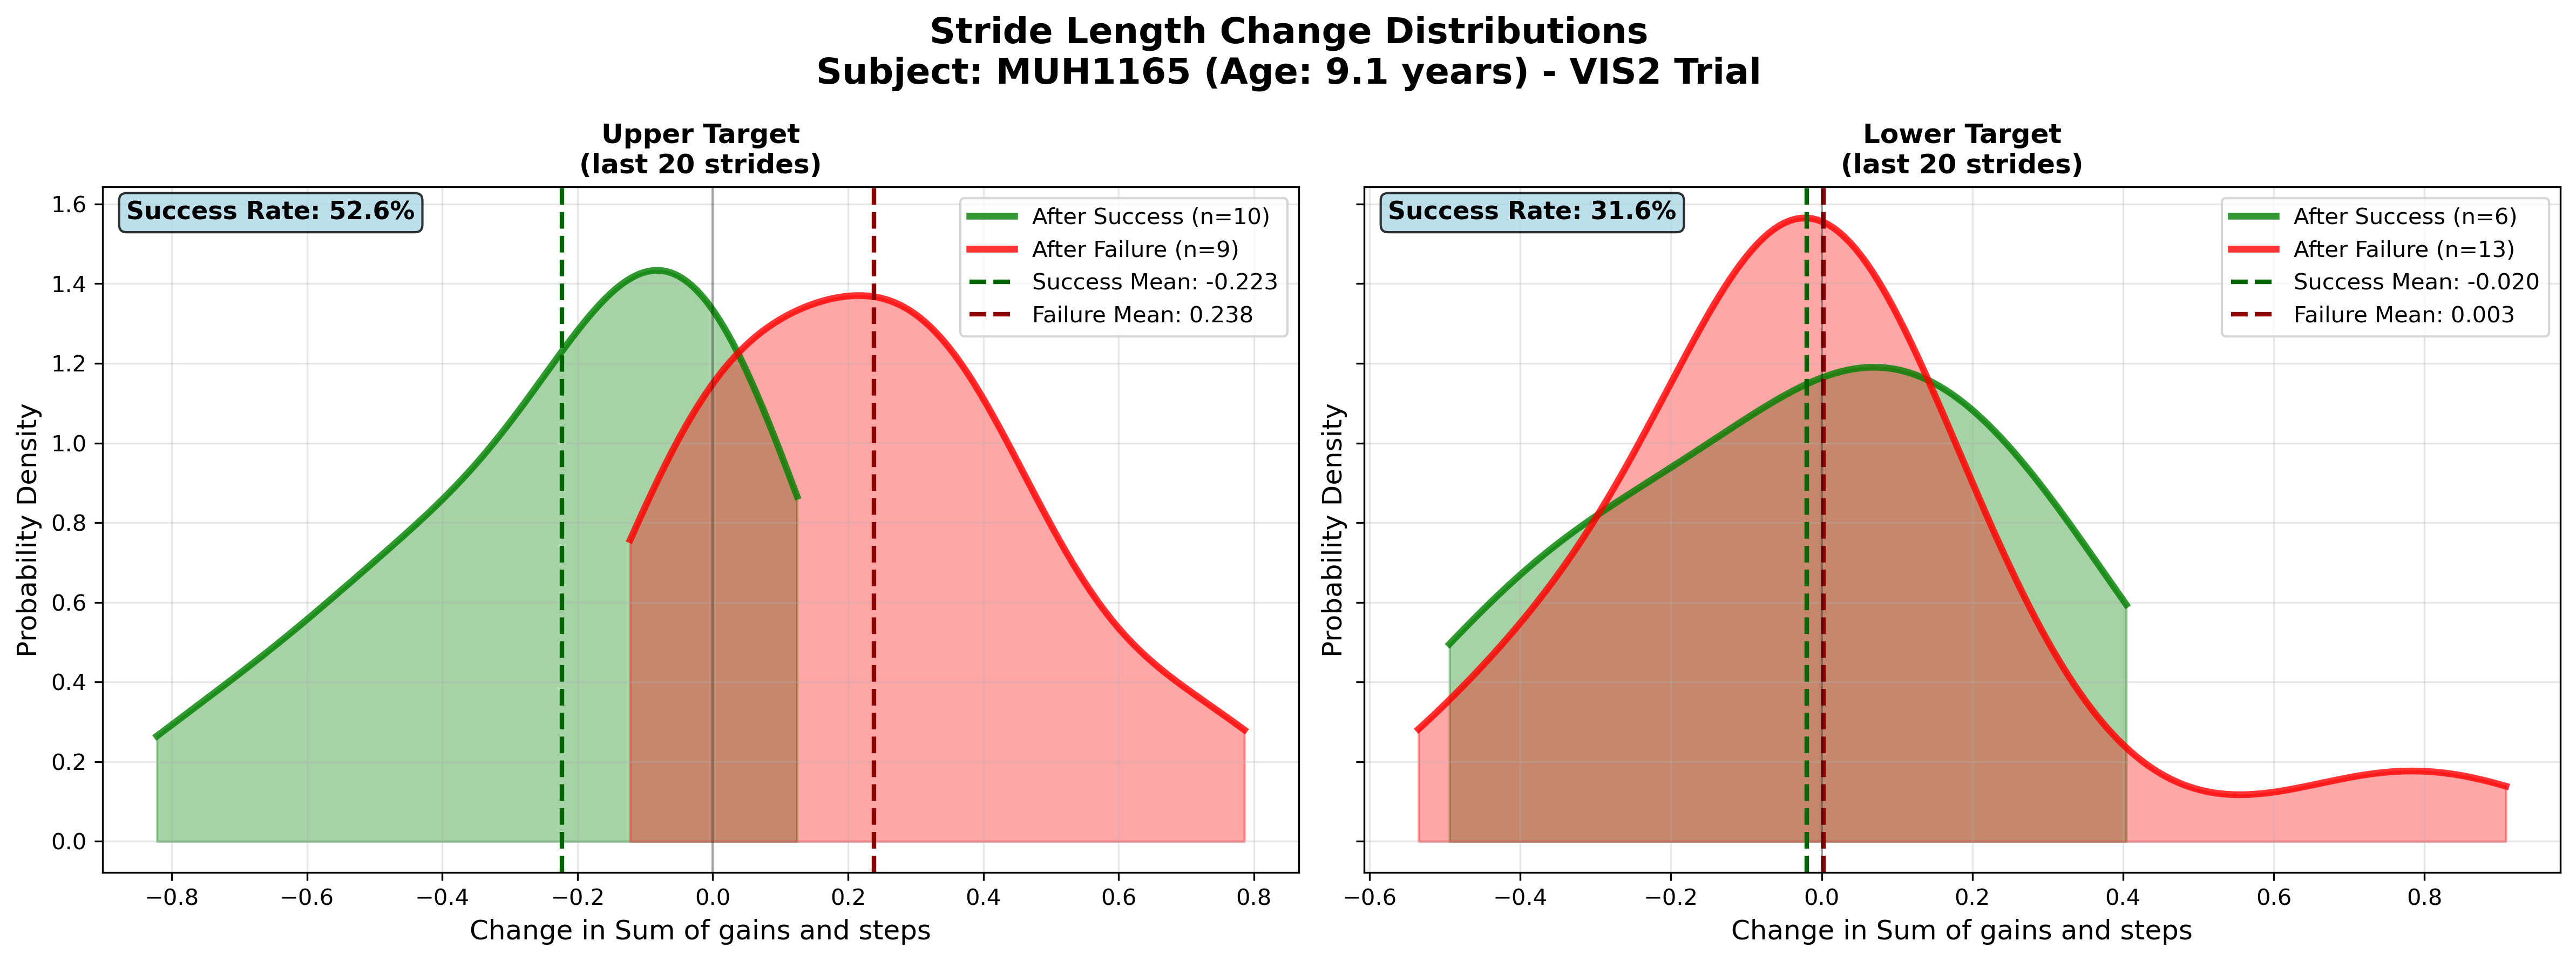 Stride Length Change Distributions
Subject: MUH1165 (Age: 9.1 years) - VIS2 Trial
Upper Target
(last 20 strides)
Success Rate: 52.6%
After Success (n=10)
After Failure (n=9)
Success Mean: -0.223
Failure Mean: 0.238
Probability Density
1.6
1.4
1.2
1.0
0.8
0.6
0.4
0.2
0.0
−0.8 −0.6 −0.4 −0.2 0.0 0.2 0.4 0.6 0.8
Change in Sum of gains and steps
Lower Target
(last 20 strides)
Success Rate: 31.6%
After Success (n=6)
After Failure (n=13)
Success Mean: -0.020
Failure Mean: 0.003
Probability Density
−0.6 −0.4 −0.2 0.0 0.2 0.4 0.6 0.8
Change in Sum of gains and steps